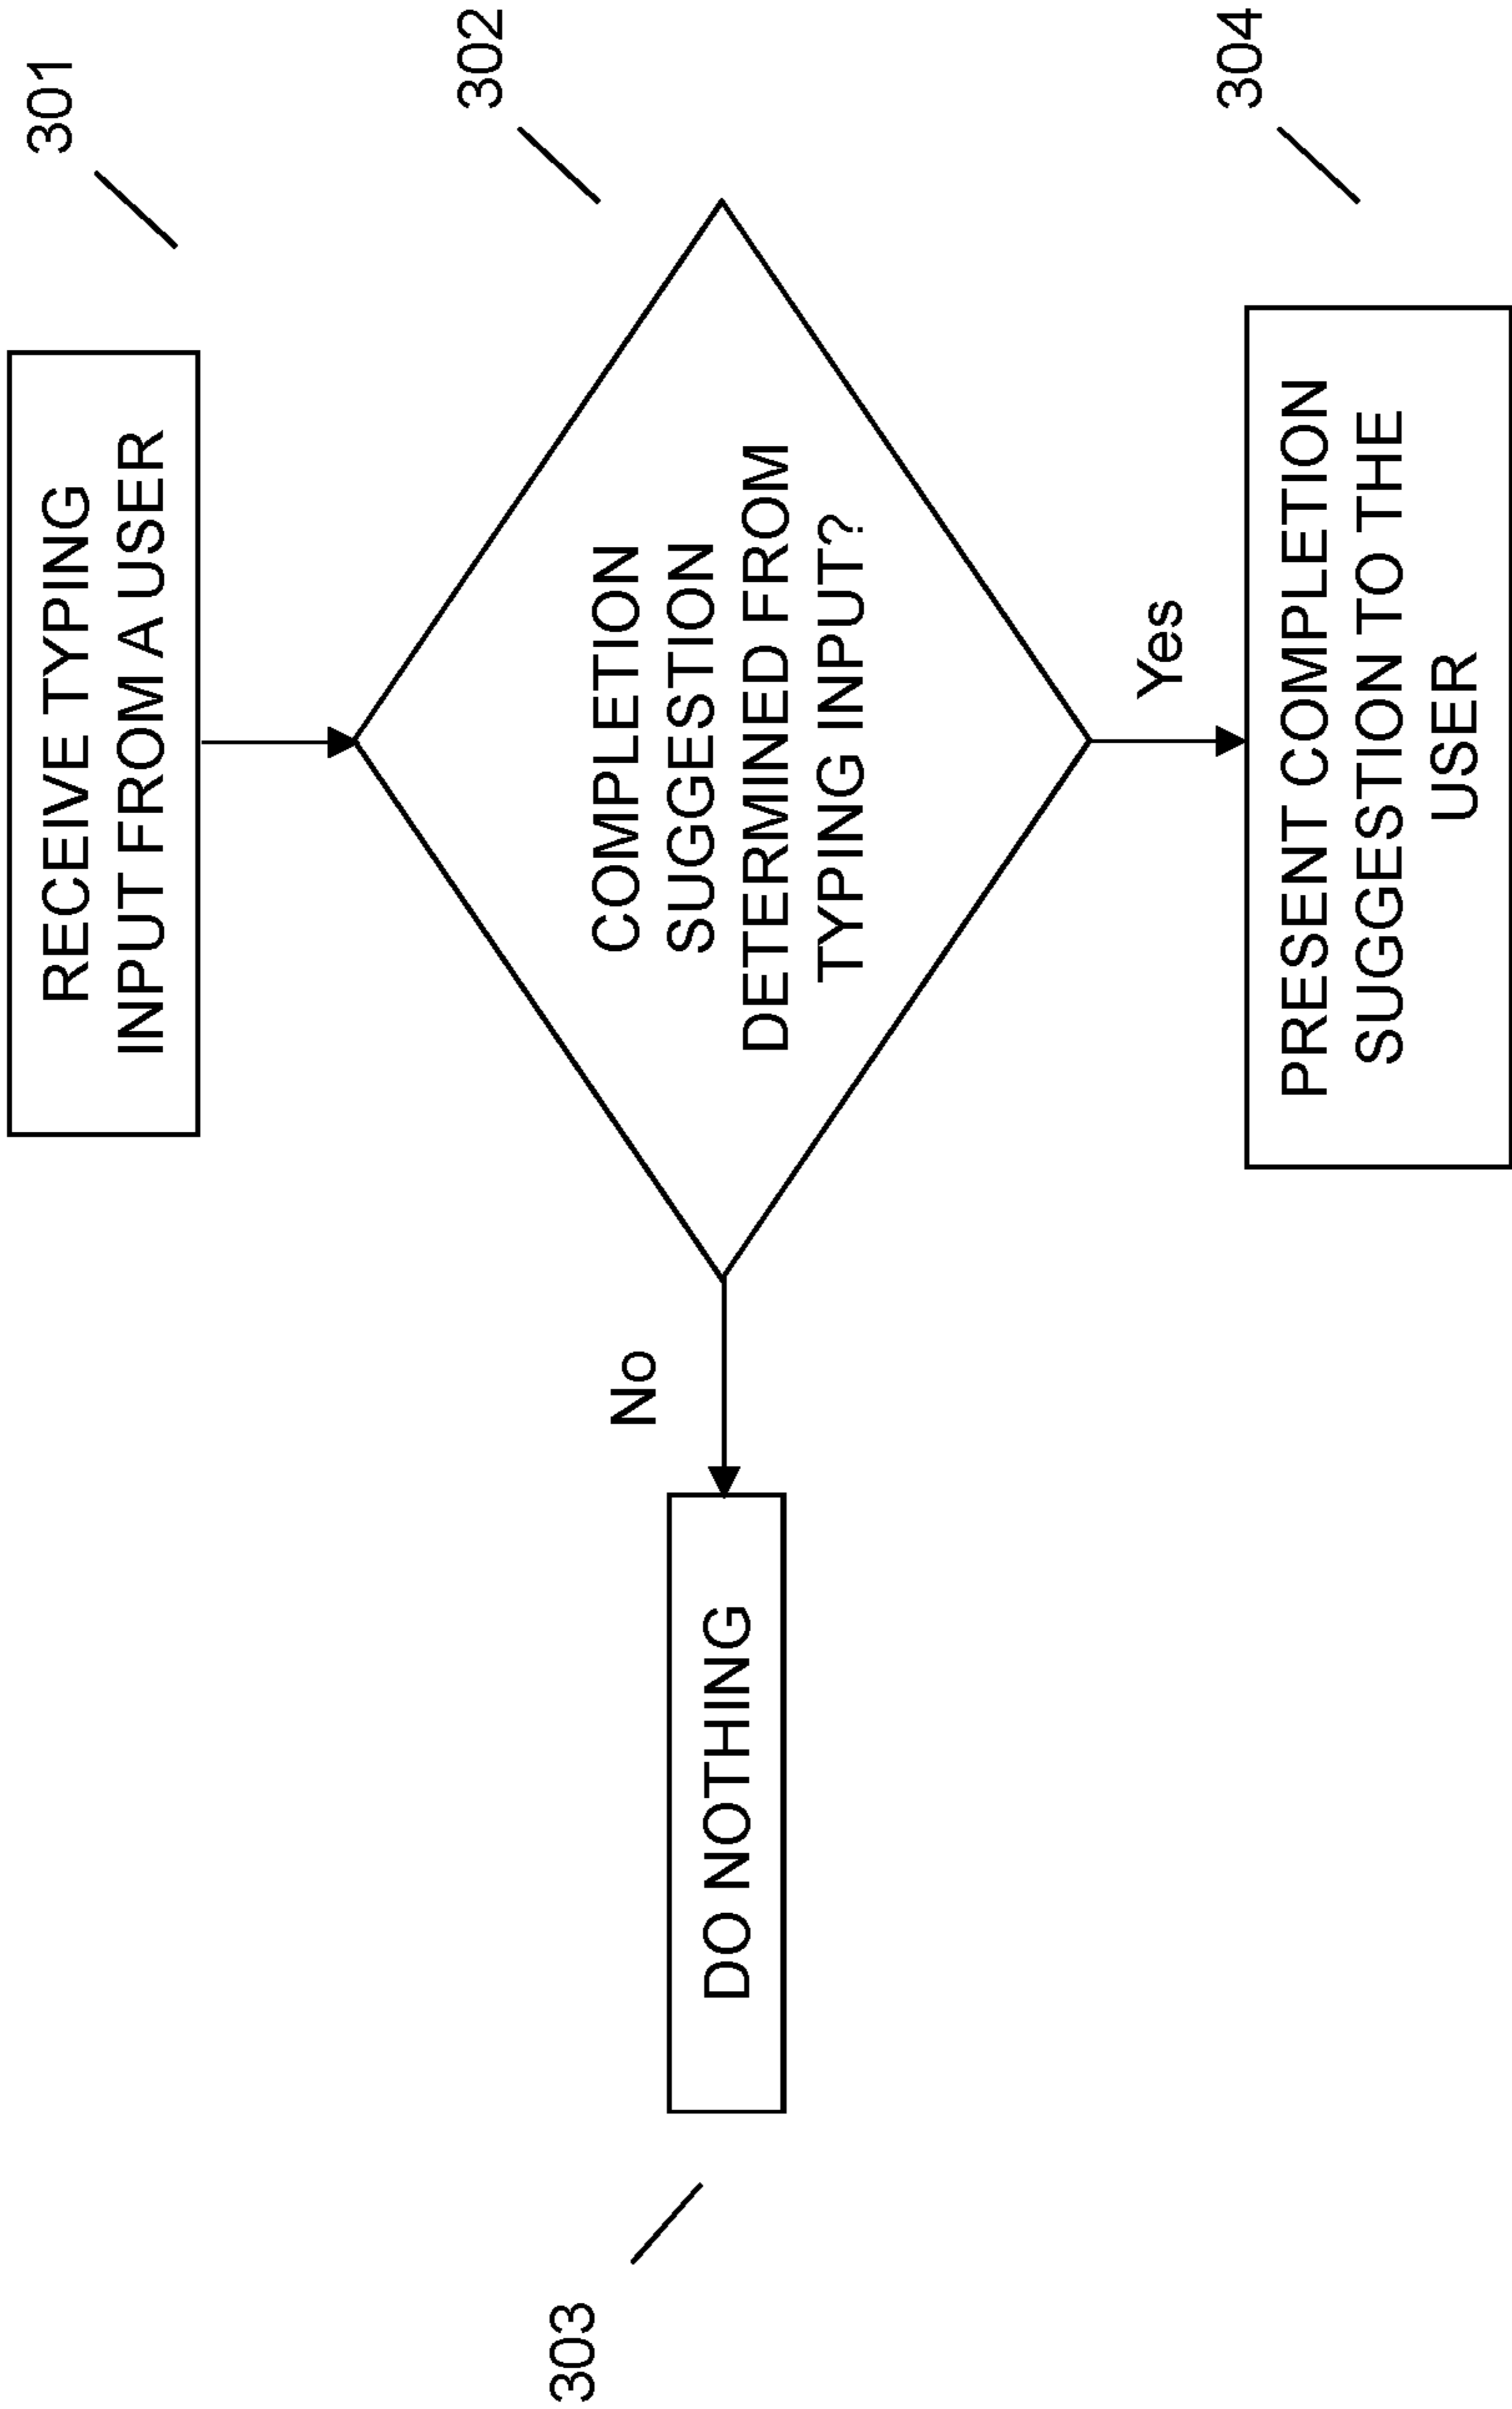 301
RECEIVE TYPING
INPUT FROM A USER
302
COMPLETION
SUGGESTION
DETERMINED FROM
TYPING INPUT?
No
303
DO NOTHING
Yes
304
PRESENT COMPLETION
SUGGESTION TO THE
USER